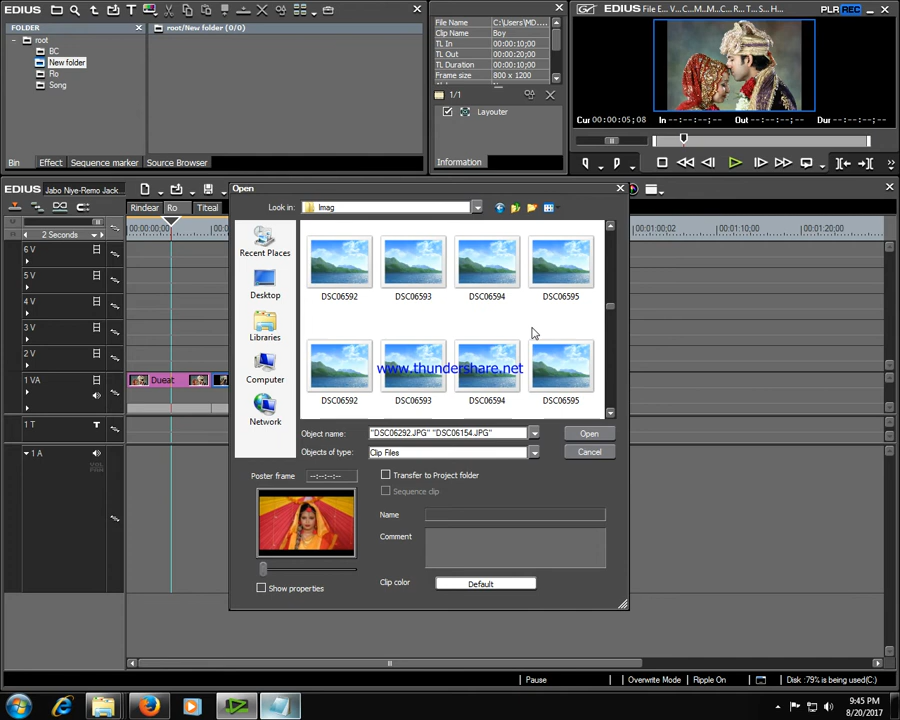 EDIUS
FOLDER
root
BC
New folder
Ro
Song
root/New folder (0/0)
Bin Effect Sequence marker Source Browser
File Name C:\Users\MD....
Clip Name Boy
TL In 00:00:10;00
TL Out 00:00:20;00
TL Duration 00:00:10;00
Frame size 800 x 1200
1/1
Layouter
Information
EDIUS File E... V...C...M...C... R... T... S... H...
PLR REC
Cur 00:00:05;08 In --:--:--;-- Out --:--:--;-- Dur --:--:--;--
EDIUS Jabo Niye-Remo Jack
Rindear Ro Titeal
2 Seconds
00:00:00;00
00:01:00;02 00:01:10;02 00:01:20;02
6 V
5 V
4 V
3 V
2 V
1 VA
Dueat
1 T
T
1 A
VOL
PAN
Open
Look in: Imag
Recent Places
Desktop
Libraries
Computer
Network
DSC06592 DSC06593 DSC06594 DSC06595
www.thundershare.net
DSC06592 DSC06593 DSC06594 DSC06595
Object name: "DSC06292.JPG" "DSC06154.JPG" Open
Objects of type: Clip Files Cancel
Poster frame --:--:--;--
Transfer to Project folder
Sequence clip
Name
Comment
Clip color Default
Show properties
Pause Overwrite Mode Ripple On Disk :79% is being used(C:)
9:45 PM
8/20/2017